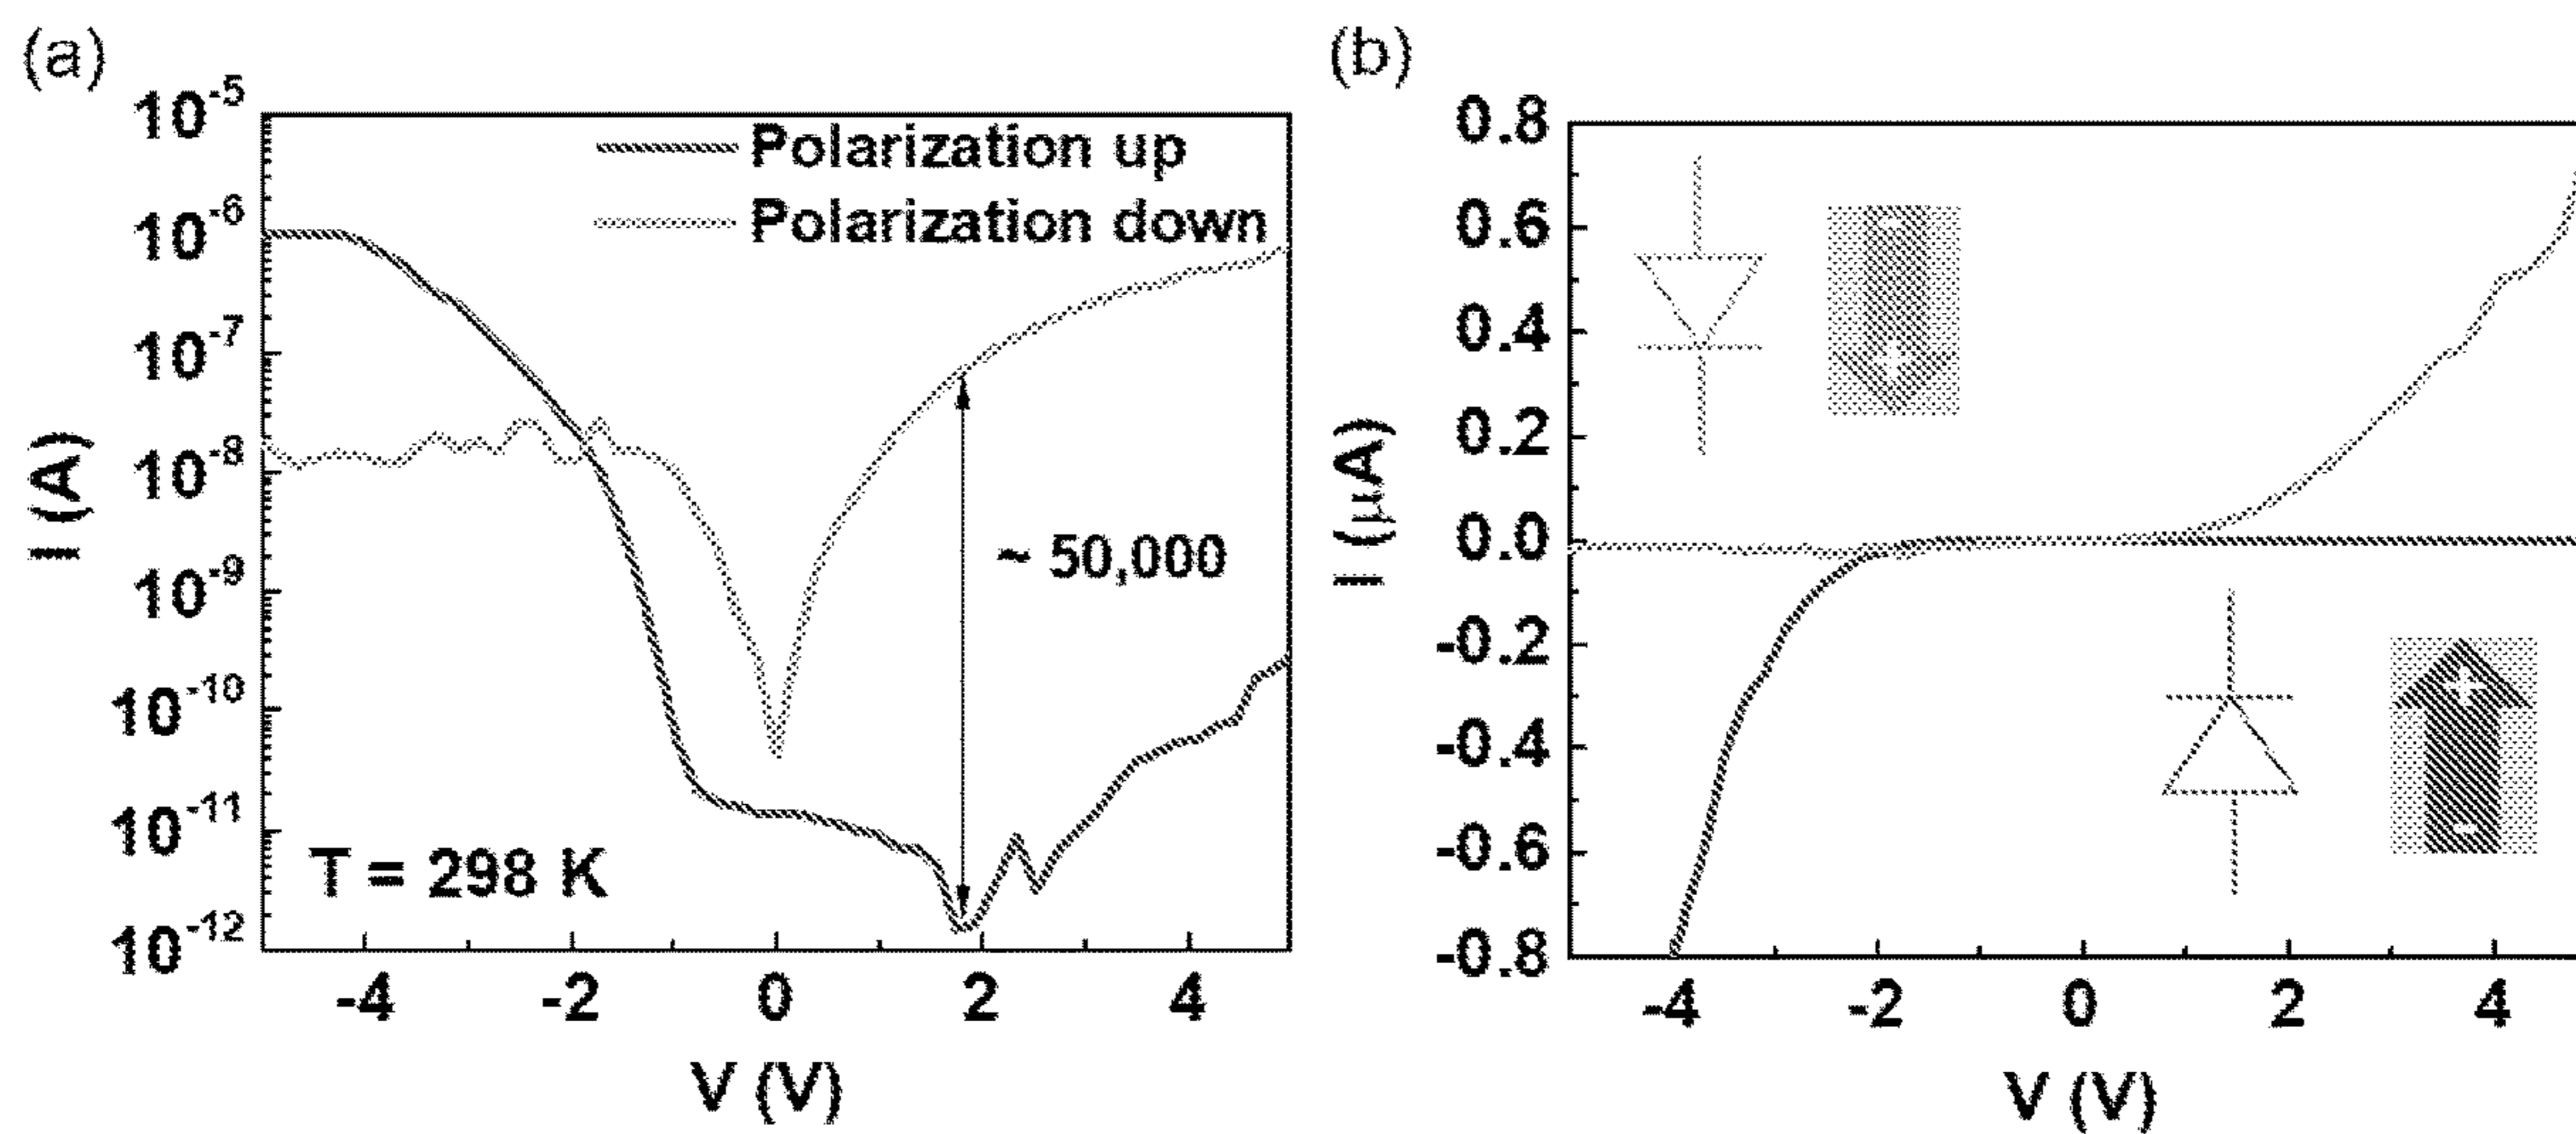 (a)
10⁻⁵
10⁻⁶
10⁻⁷
10⁻⁸
10⁻⁹
10⁻¹⁰
10⁻¹¹
10⁻¹²
I (A)
Polarization up
Polarization down
~ 50,000
T = 298 K
-4 -2 0 2 4
V (V)
(b)
0.8
0.6
0.4
0.2
0.0
-0.2
-0.4
-0.6
-0.8
I (μA)
-
+
+
-
-4 -2 0 2 4
V (V)